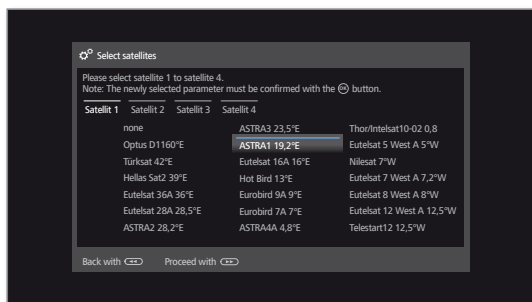 Select satellites
Please select satellite 1 to satellite 4.
Note: The newly selected parameter must be confirmed with the OK button.
Satellit 1 Satellit 2 Satellit 3 Satellit 4
none ASTRA3 23,5°E Thor/Intelsat10-02 0,8
Optus D1160°E ASTRA1 19,2°E Eutelsat 5 West A 5°W
Türksat 42°E Eutelsat 16A 16°E Nilesat 7°W
Hellas Sat2 39°E Hot Bird 13°E Eutelsat 7 West A 7,2°W
Eutelsat 36A 36°E Eurobird 9A 9°E Eutelsat 8 West A 8°W
Eutelsat 28A 28,5°E Eurobird 7A 7°E Eutelsat 12 West A 12,5°W
ASTRA2 28,2°E ASTRA4A 4,8°E Telestart12 12,5°W
Back with Proceed with